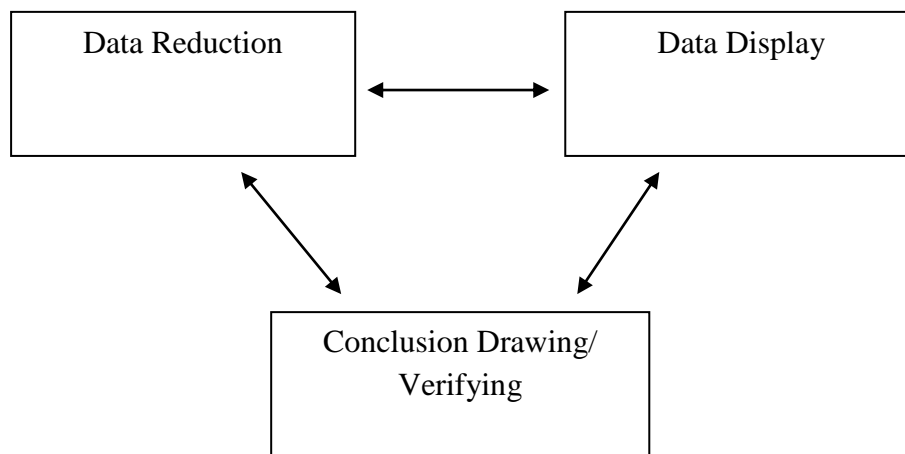 Data Reduction
Data Display
Conclusion Drawing/
Verifying